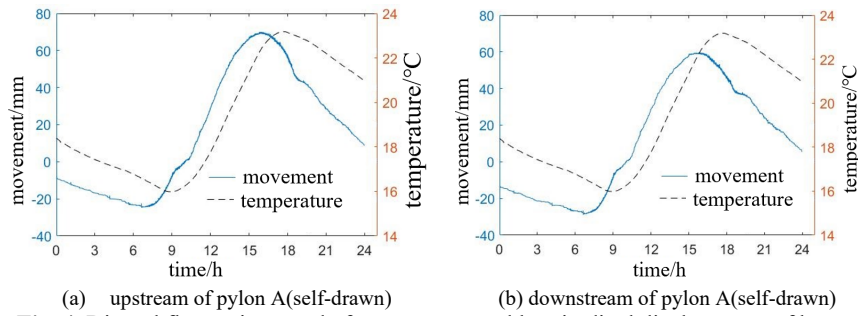 80
60
40
20
0
-20
-40
movement/mm
24
22
20
18
16
14
temperature/°C
movement
temperature
0 3 6 9 12 15 18 21 24
time/h
(a) upstream of pylon A(self-drawn)
80
60
40
20
0
-20
-40
movement/mm
24
22
20
18
16
14
temperature/°C
movement
temperature
0 3 6 9 12 15 18 21 24
time/h
(b) downstream of pylon A(self-drawn)